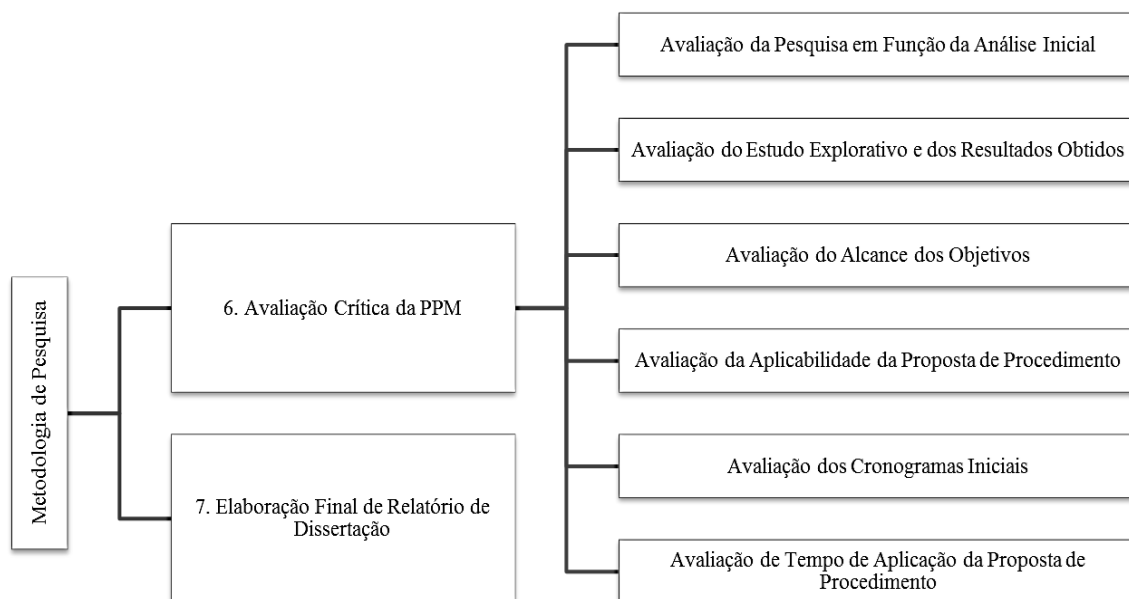 Metodologia de Pesquisa
6. Avaliação Crítica da PPM
7. Elaboração Final de Relatório de
Dissertação
Avaliação da Pesquisa em Função da Análise Inicial
Avaliação do Estudo Explorativo e dos Resultados Obtidos
Avaliação do Alcance dos Objetivos
Avaliação da Aplicabilidade da Proposta de Procedimento
Avaliação dos Cronogramas Iniciais
Avaliação de Tempo de Aplicação da Proposta de
Procedimento